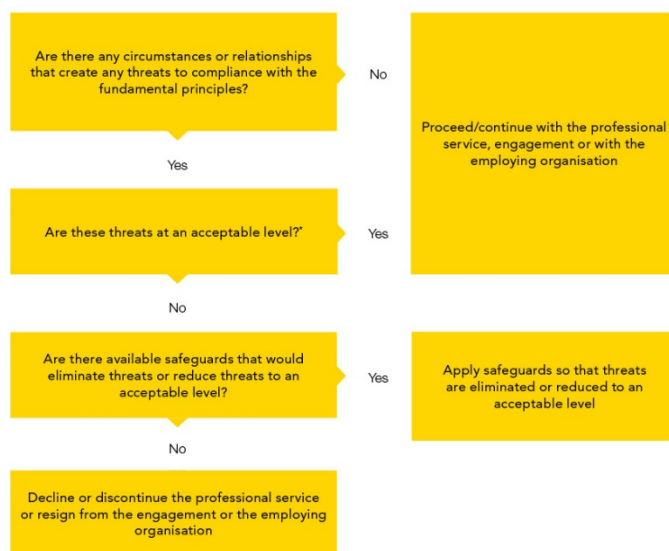 Are there any circumstances or relationships
that create any threats to compliance with the
fundamental principles?
No
Proceed/continue with the professional
service, engagement or with the
employing organisation
Yes
Are these threats at an acceptable level?*
Yes
No
Are there available safeguards that would
eliminate threats or reduce threats to an
acceptable level?
Yes
Apply safeguards so that threats
are eliminated or reduced to an
acceptable level
No
Decline or discontinue the professional service
or resign from the engagement or the employing
organisation